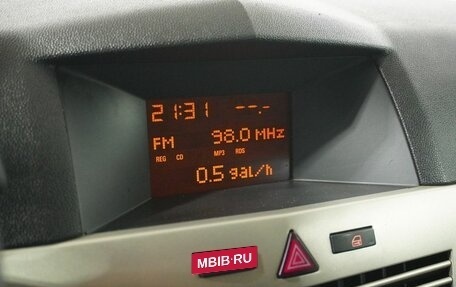 21:31 --.-
FM 98.0 MHz
REG CD MP3 RDS
0.5 gal/h
MBIB.RU